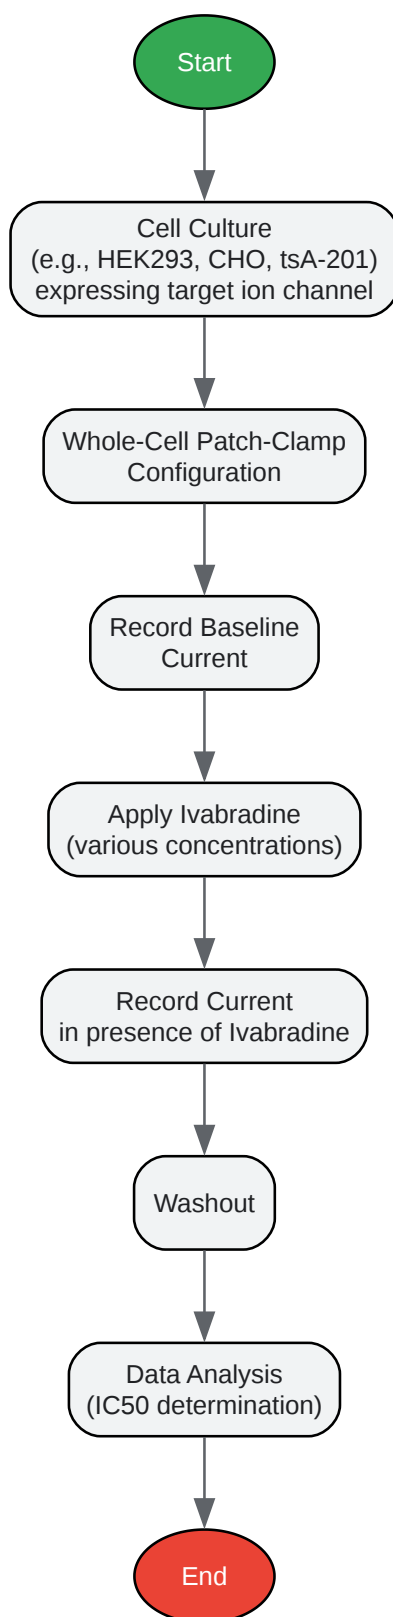 Start
Cell Culture
(e.g., HEK293, CHO, tsA-201)
expressing target ion channel
Whole-Cell Patch-Clamp
Configuration
Record Baseline
Current
Apply Ivabradine
(various concentrations)
Record Current
in presence of Ivabradine
Washout
Data Analysis
(IC50 determination)
End